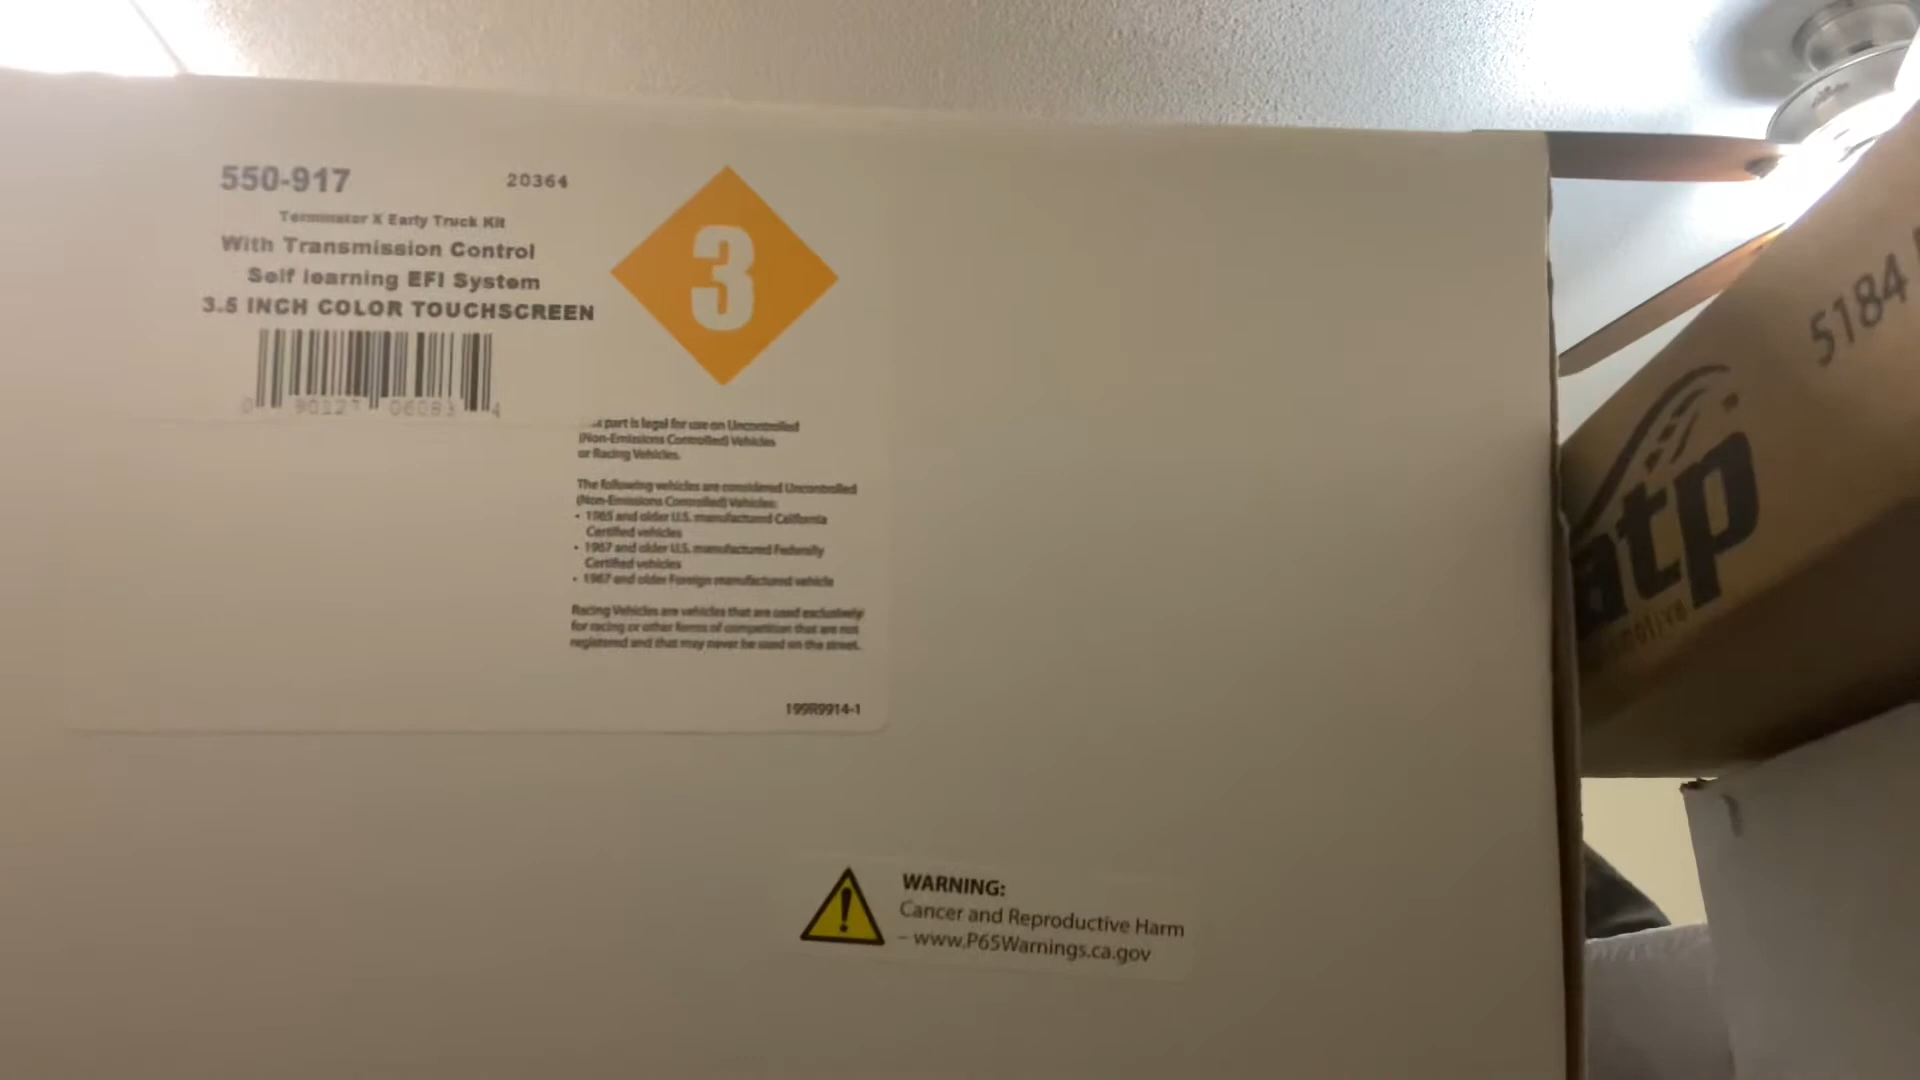 550-917
20364
Terminator X Early Truck Kit
With Transmission Control
Self learning EFI System
3.5 INCH COLOR TOUCHSCREEN
3
0 90127 06083 4
part is legal for use on Uncontrolled
(Non-Emissions Controlled) Vehicles
or Racing Vehicles.
The following vehicles are considered Uncontrolled
(Non-Emissions Controlled) Vehicles:
• 1965 and older U.S. manufactured California
Certified vehicles
• 1967 and older U.S. manufactured Federally
Certified vehicles
• 1967 and older Foreign manufactured vehicle
Racing Vehicles are vehicles that are used exclusively
for racing or other forms of competition that are not
registered and that may never be used on the street.
199R9914-1
WARNING:
Cancer and Reproductive Harm
– www.P65Warnings.ca.gov
5184
atp